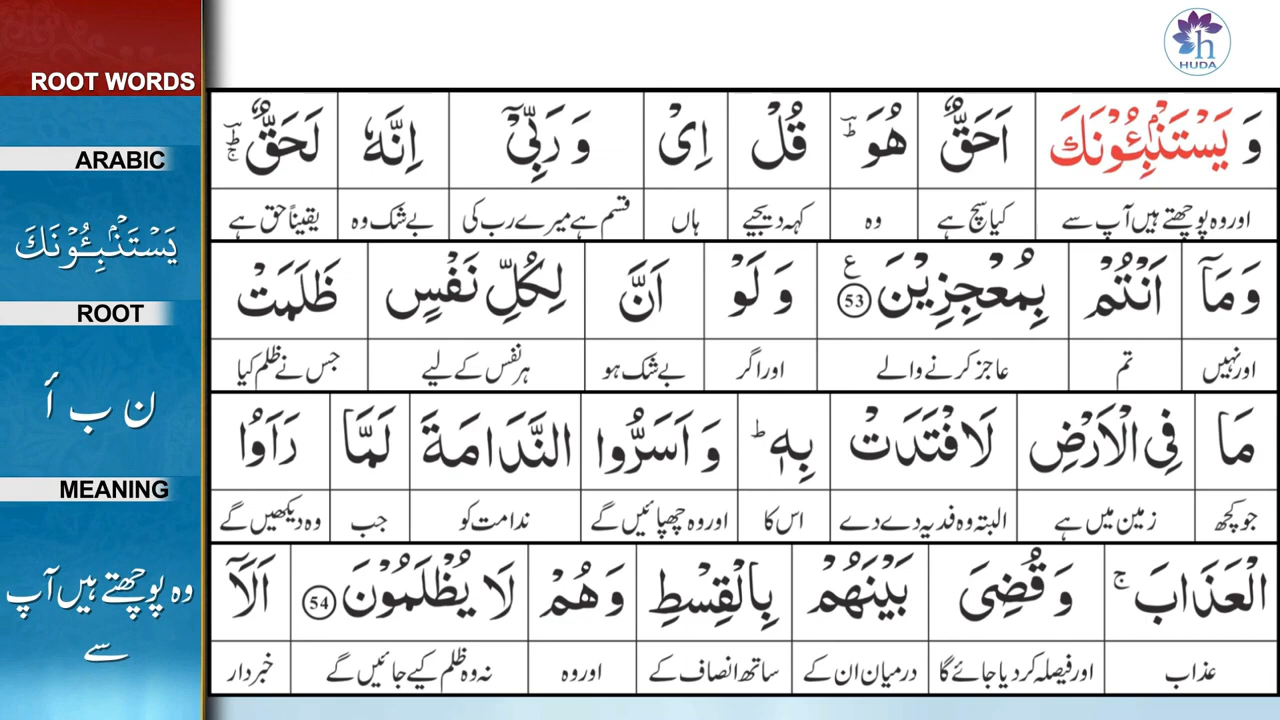 ROOT WORDS
ARABIC
يَسْتَنْۢبِـُٔوْنَكَ
ROOT
ن ب أ
MEANING
وہ پوچھتے ہیں آپ
سے
HUDA
وَ يَسْتَنْۢبِـُٔوْنَكَ اَحَقٌّ هُوَ ؕ قُلْ اِیْ وَ رَبِّیْۤ اِنَّهٗ لَحَقٌّ ؔؕۚ
اور وہ پوچھتے ہیں آپ سے کیا سچ ہے وہ کہہ دیجیے ہاں قسم ہے میرے رب کی بے شک وہ یقیناً حق ہے
وَ مَاۤ اَنْتُمْ بِمُعْجِزِيْنَ 53 ع وَ لَوْ اَنَّ لِكُلِّ نَفْسٍ ظَلَمَتْ
اور نہیں تم عاجز کرنے والے اور اگر بے شک ہو ہر نفس کے لیے جس نے ظلم کیا
مَا فِی الْاَرْضِ لَافْتَدَتْ بِهٖ ؕ وَ اَسَرُّوا النَّدَامَةَ لَمَّا رَاَوُا
جو کچھ زمین میں ہے البتہ وہ فدیہ دے دے اس کا اور وہ چھپائیں گے ندامت کو جب وہ دیکھیں گے
الْعَذَابَ ۚ وَ قُضِیَ بَيْنَهُمْ بِالْقِسْطِ وَ هُمْ لَا يُظْلَمُوْنَ 54 اَلَاۤ
عذاب اور فیصلہ کر دیا جائے گا درمیان ان کے ساتھ انصاف کے اور وہ نہ وہ ظلم کیے جائیں گے خبردار